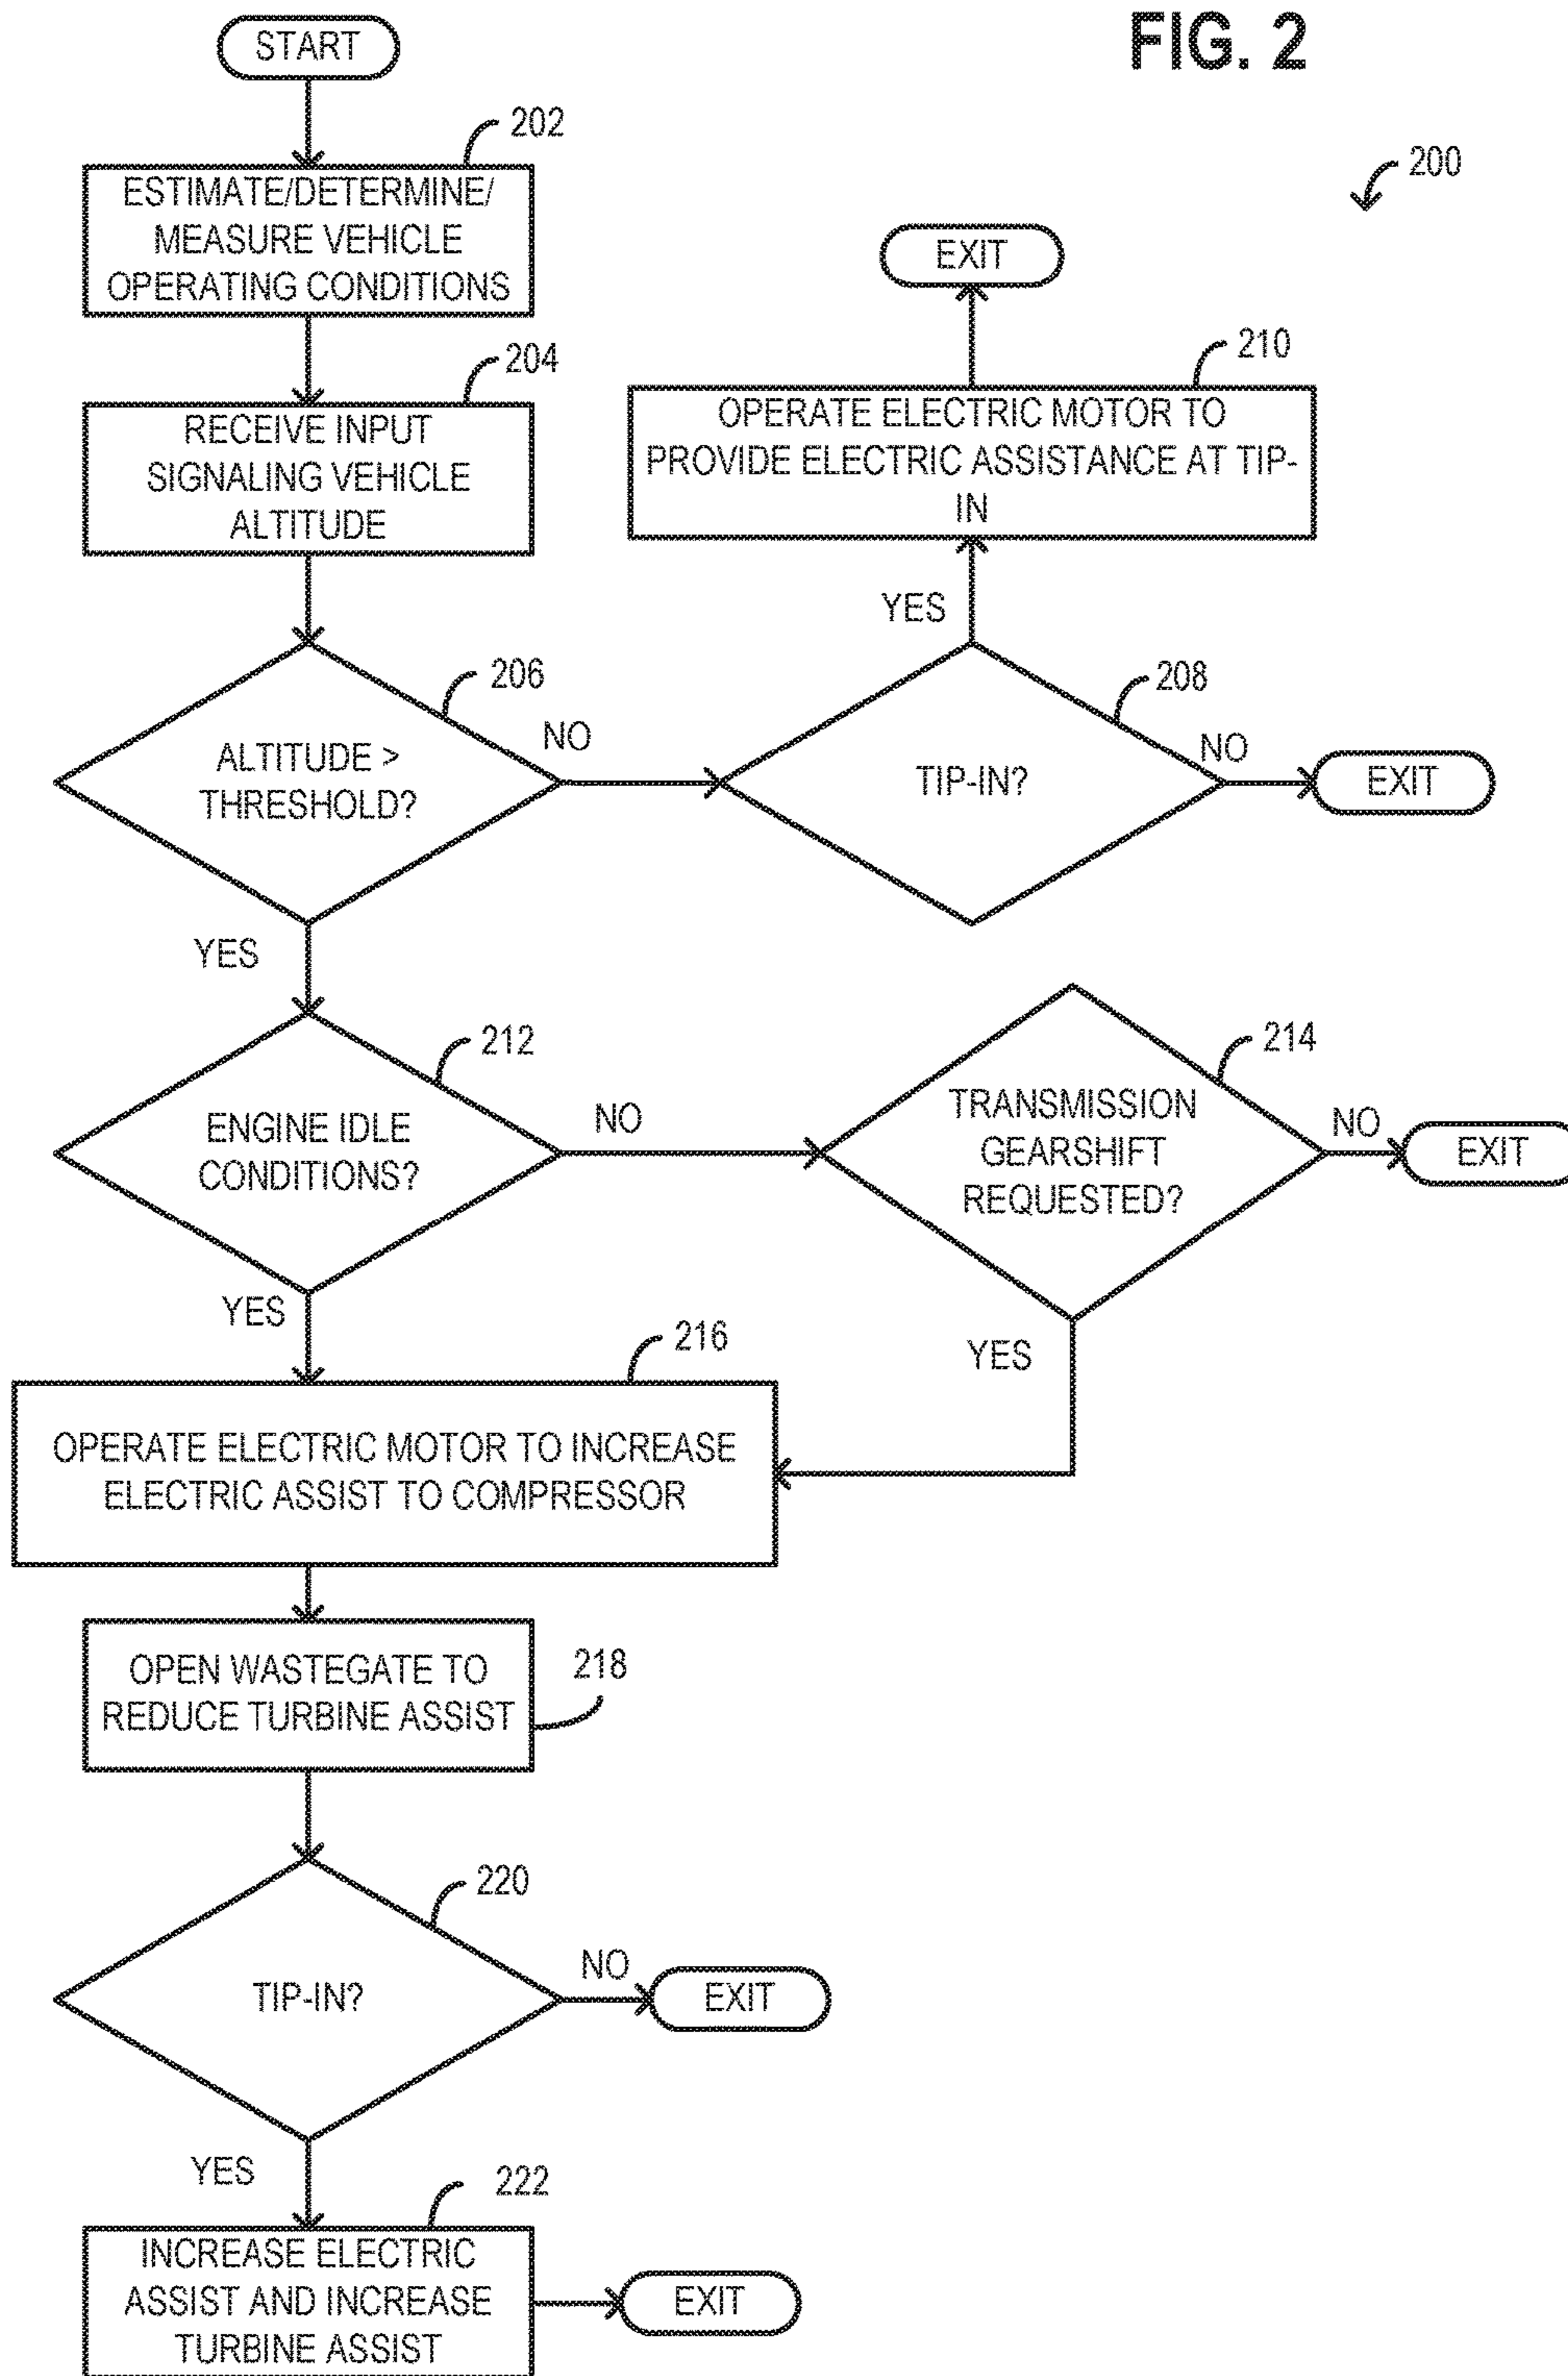 FIG. 2
START
202
200
ESTIMATE/DETERMINE/
MEASURE VEHICLE
OPERATING CONDITIONS
EXIT
204
210
RECEIVE INPUT
SIGNALING VEHICLE
ALTITUDE
OPERATE ELECTRIC MOTOR TO
PROVIDE ELECTRIC ASSISTANCE AT TIP-
IN
YES
206
208
NO
NO
ALTITUDE >
THRESHOLD?
TIP-IN?
EXIT
YES
212
214
NO
NO
ENGINE IDLE
CONDITIONS?
TRANSMISSION
GEARSHIFT
REQUESTED?
EXIT
YES
YES
216
OPERATE ELECTRIC MOTOR TO INCREASE
ELECTRIC ASSIST TO COMPRESSOR
OPEN WASTEGATE TO
REDUCE TURBINE ASSIST
218
220
NO
TIP-IN?
EXIT
YES
222
INCREASE ELECTRIC
ASSIST AND INCREASE
TURBINE ASSIST
EXIT